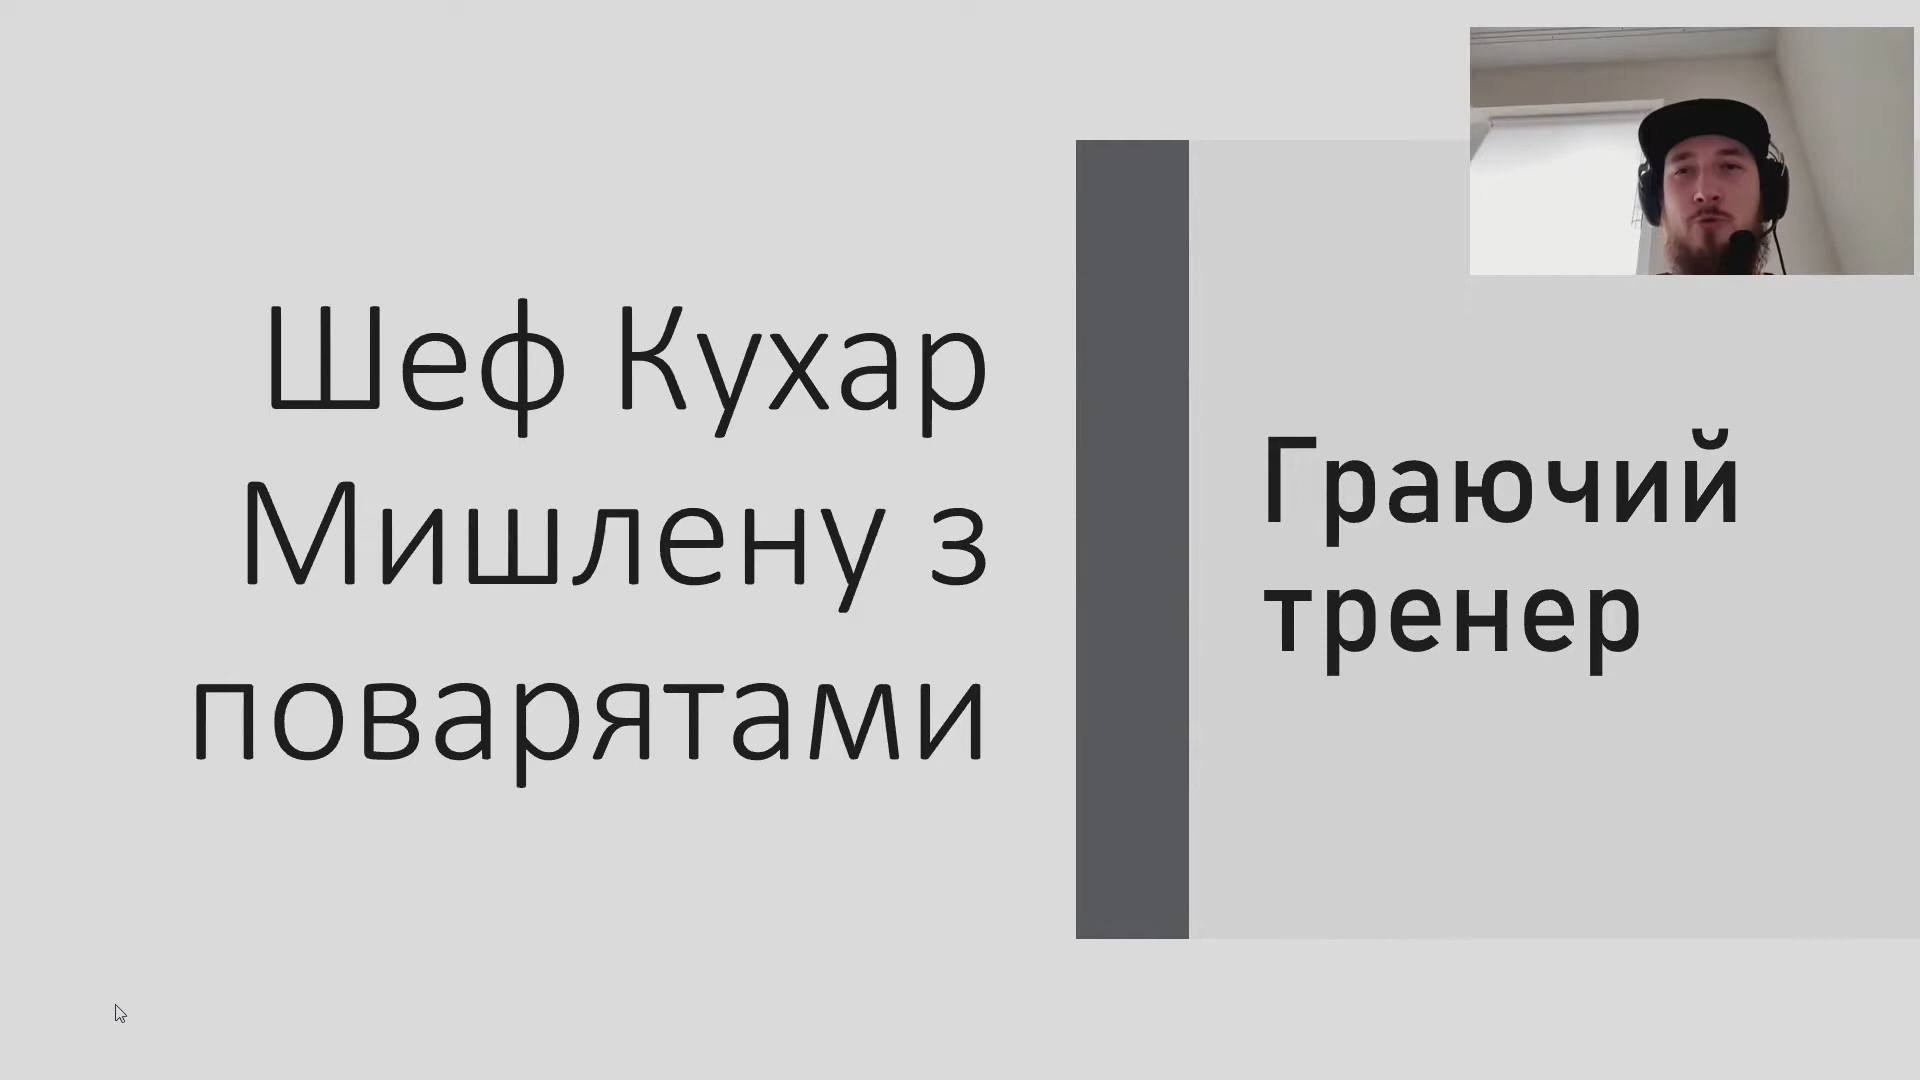 Шеф Кухар
Мишлену з
поварятами
Граючий
тренер